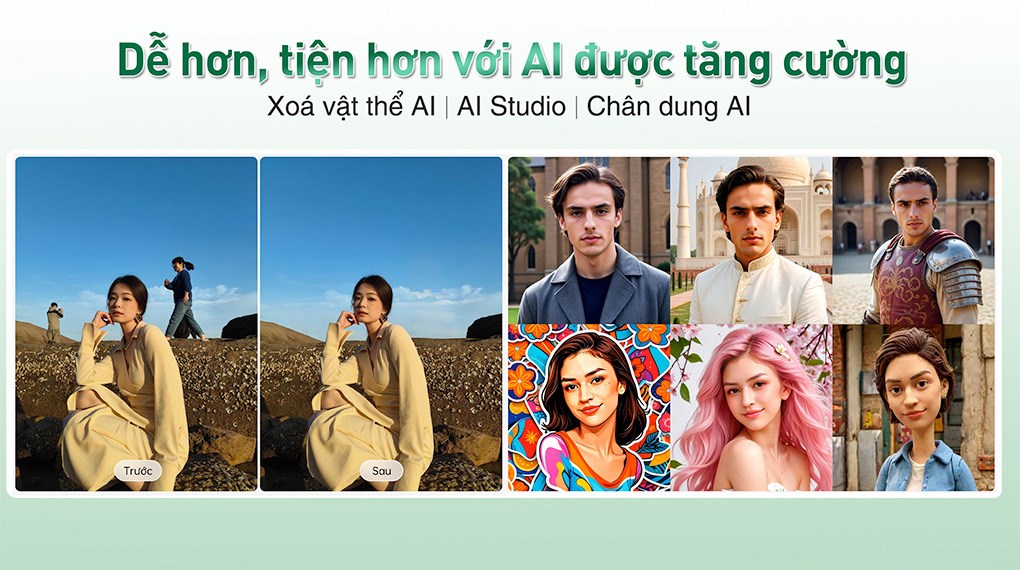 Dễ hơn, tiện hơn với AI được tăng cường
Xoá vật thể AI | AI Studio | Chân dung AI
Trước
Sau